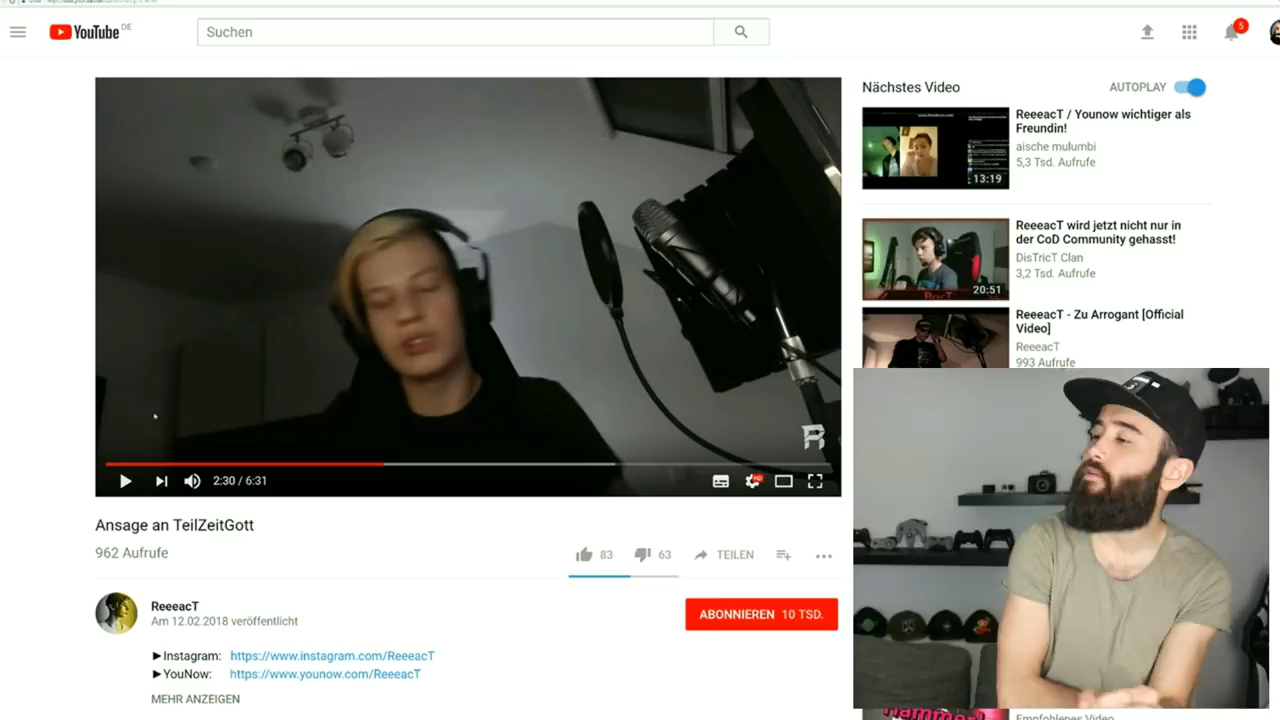 YouTube DE
Suchen
5
Nächstes Video
AUTOPLAY
ReeeacT / Younow wichtiger als
Freundin!
aische mulumbi
5,3 Tsd. Aufrufe
13:19
ReeeacT wird jetzt nicht nur in
der CoD Community gehasst!
DisTricT Clan
3,2 Tsd. Aufrufe
20:51
ReeeacT - Zu Arrogant [Official
Video]
ReeeacT
993 Aufrufe
2:30 / 6:31
HD
Ansage an TeilZeitGott
962 Aufrufe
83
63
TEILEN
ReeeacT
Am 12.02.2018 veröffentlicht
ABONNIEREN 10 TSD.
►Instagram: https://www.instagram.com/ReeeacT
►YouNow: https://www.younow.com/ReeeacT
MEHR ANZEIGEN
Hammer!
Empfohlenes Video